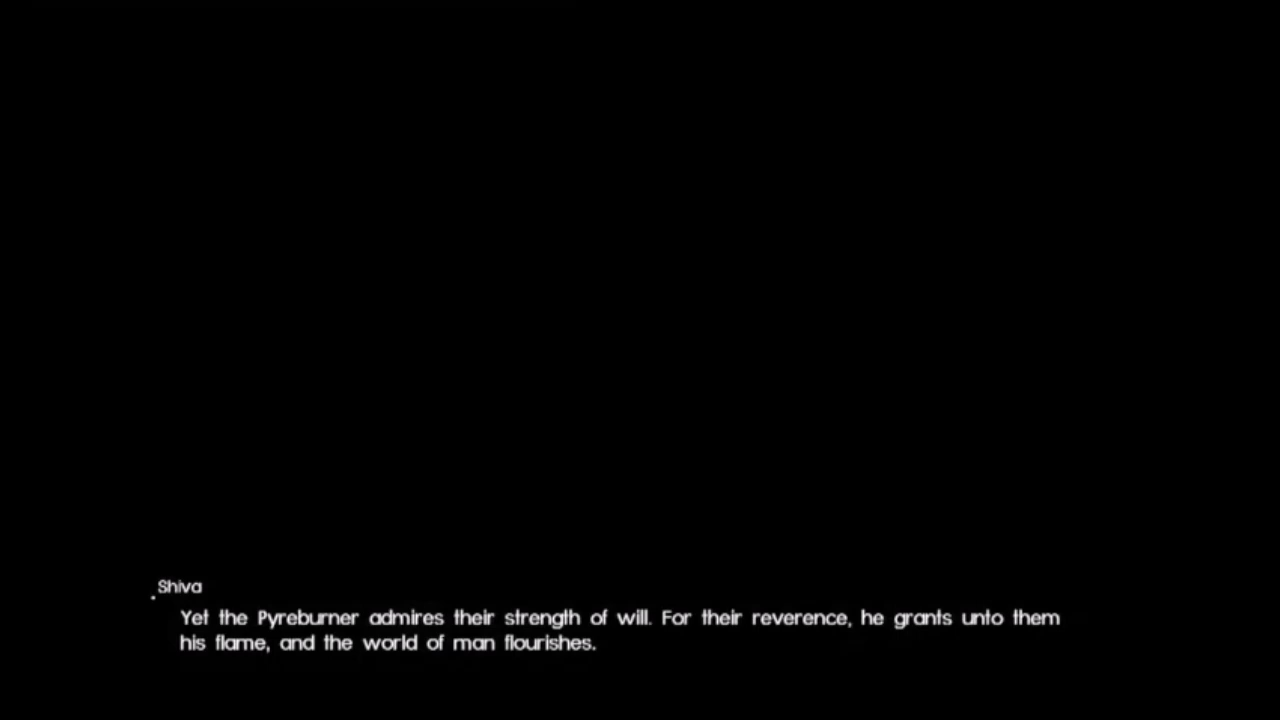 Shiva
Yet the Pyreburner admires their strength of will. For their reverence, he grants unto them
his flame, and the world of man flourishes.